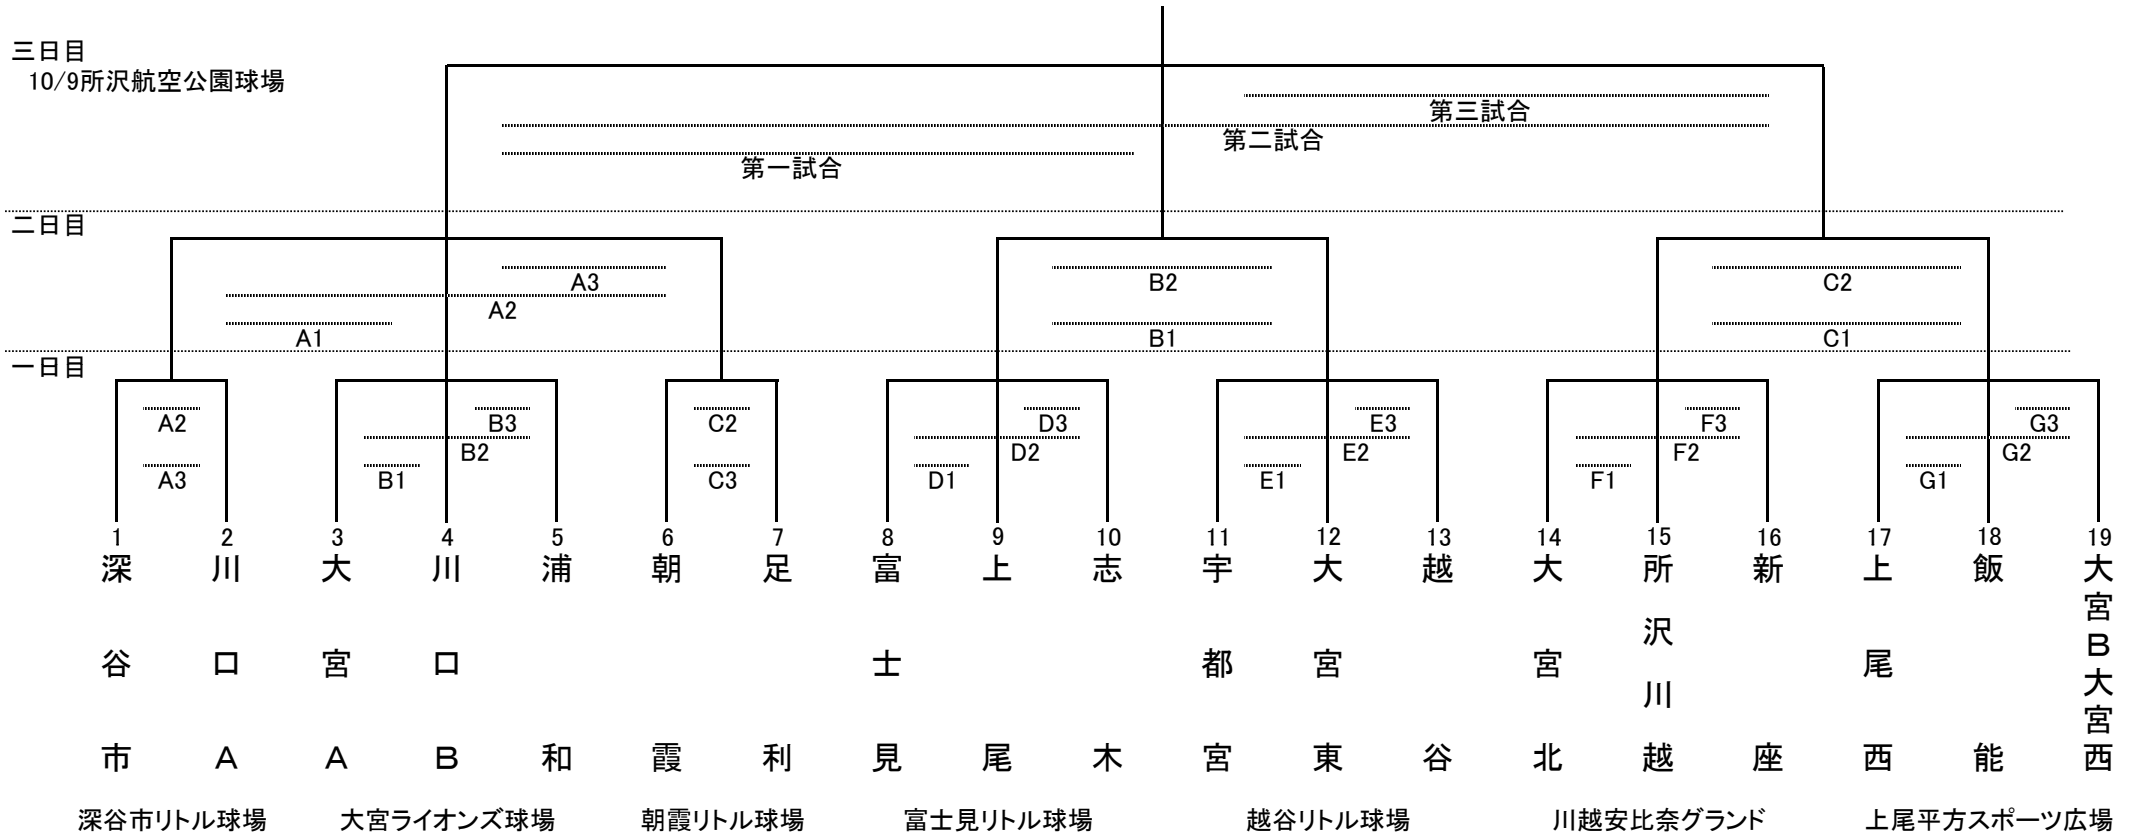 三日目
10/9所沢航空公園球場
第三試合
第二試合
第一試合
二日目
A3 B2 C2
A2
A1 B1 C1
一日目
A2 B3 C2 D3 E3 F3 G3
B2 D2 E2 F2 G2
A3 B1 C3 D1 E1 F1 G1
1 2 3 4 5 6 7 8 9 10 11 12 13 14 15 16 17 18 19
深谷市
川口A
大宮A
川口B
浦和
朝霞
足利
富士見
上尾
志木
宇都宮
大宮東
越谷
大宮北
所沢川越
新座
上尾西
飯能
大宮B大宮西
深谷市リトル球場 大宮ライオンズ球場 朝霞リトル球場 富士見リトル球場 越谷リトル球場 川越安比奈グランド 上尾平方スポーツ広場